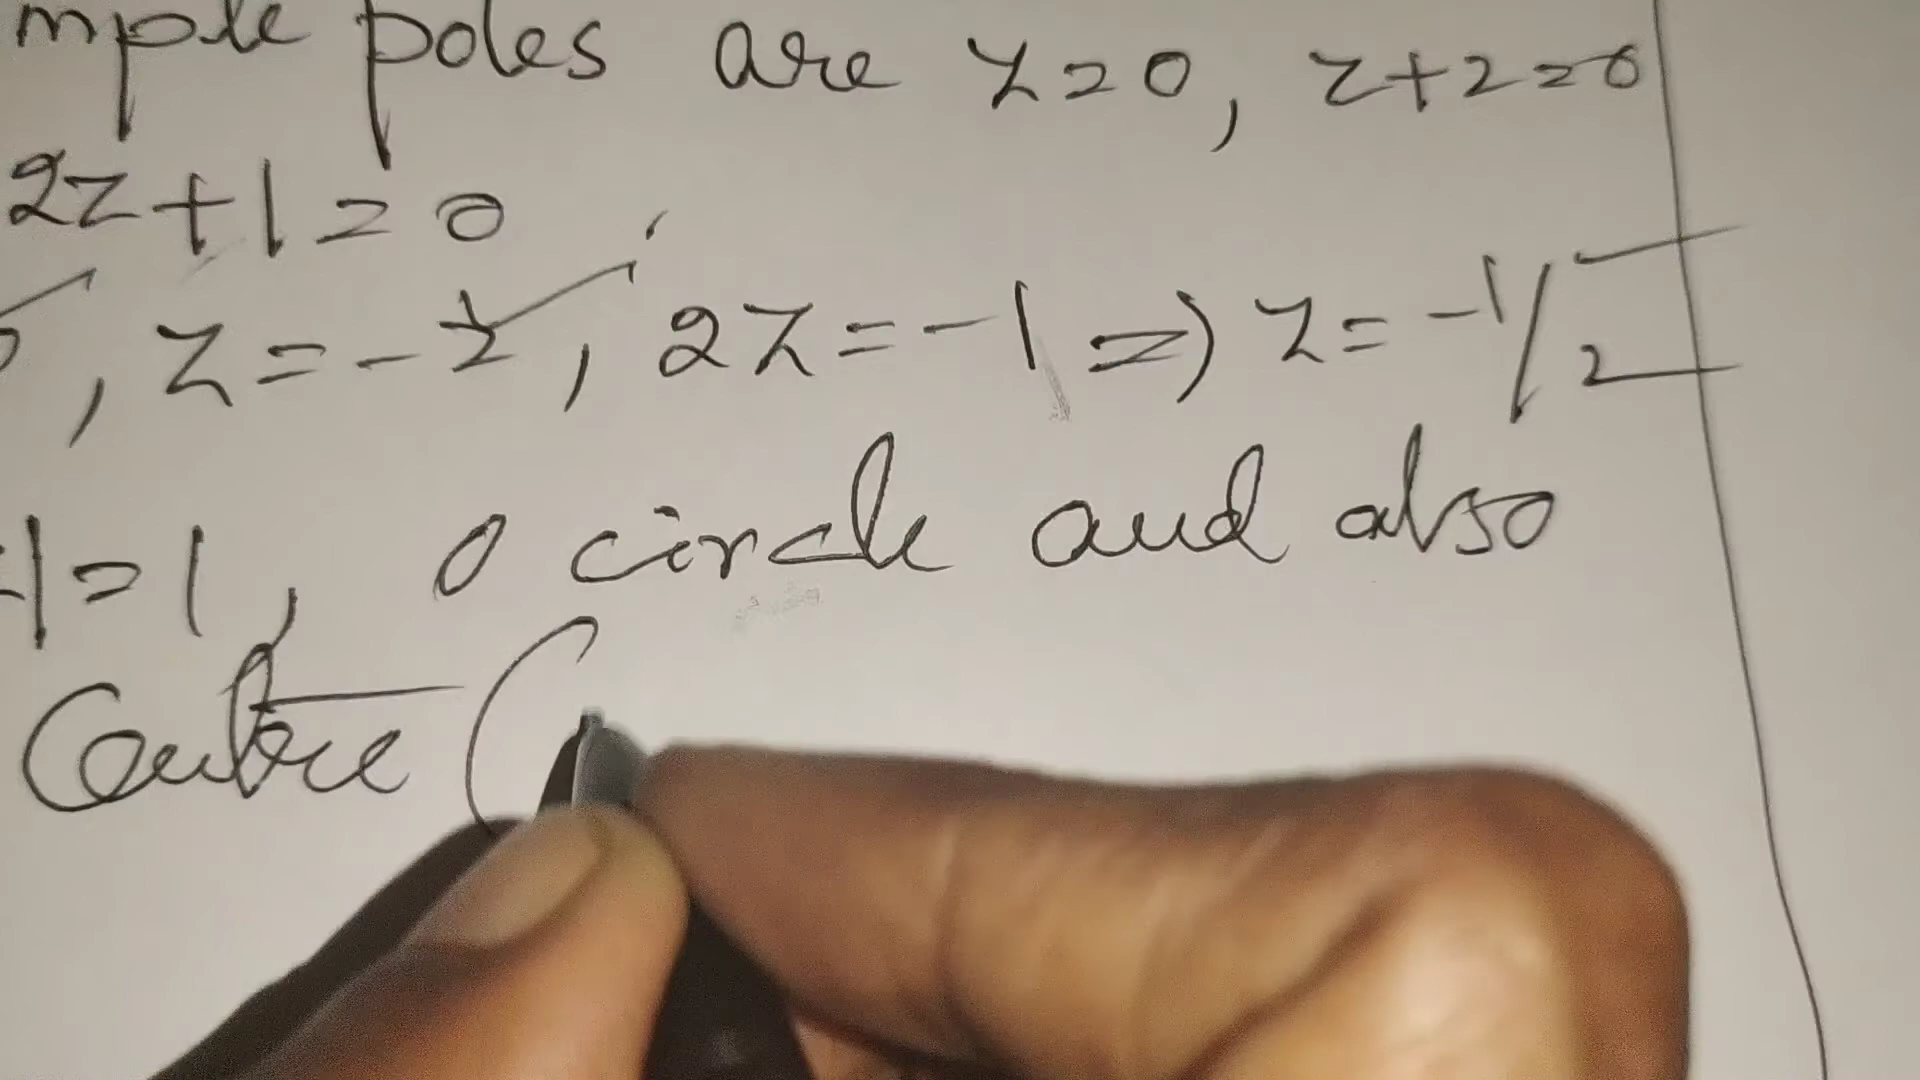 mple poles are z=0, z+2=0
2z+1=0
, z=-2, 2z=-1 => z=-1/2
|=1, 0 circle and also
Centre (